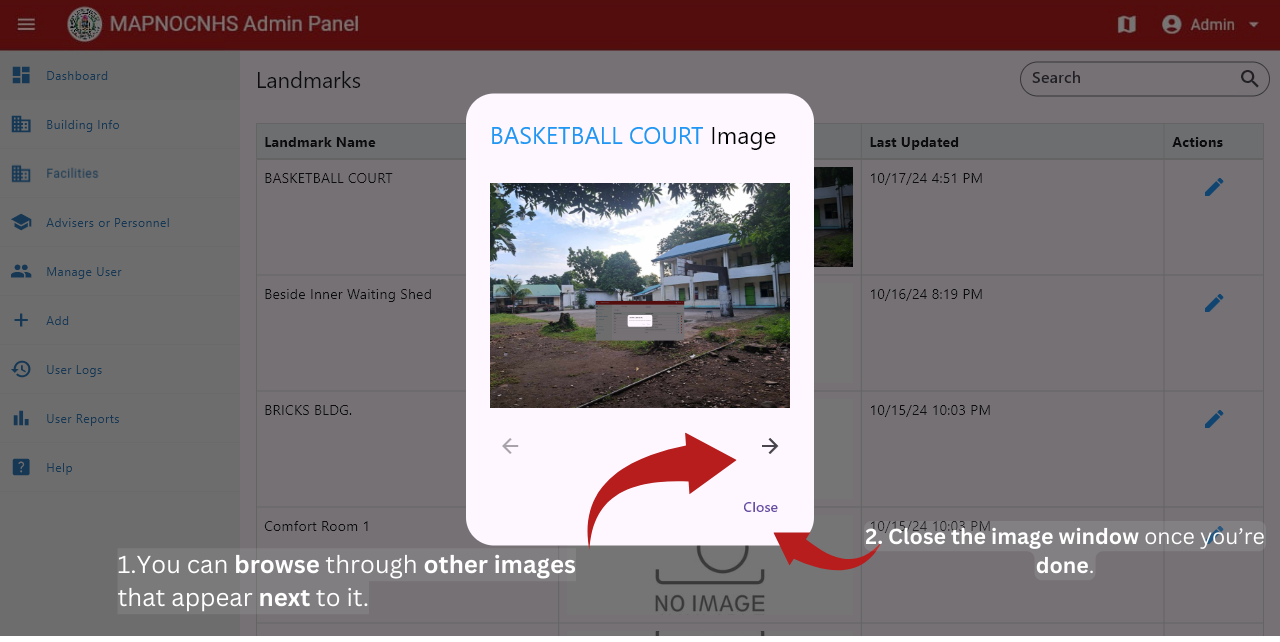 MAPNOCNHS Admin Panel
Admin
Dashboard
Building Info
Facilities
Advisers or Personnel
Manage User
Add
User Logs
User Reports
Help
Landmarks
Search
Landmark Name
Last Updated
Actions
BASKETBALL COURT
10/17/24 4:51 PM
Beside Inner Waiting Shed
10/16/24 8:19 PM
BRICKS BLDG.
10/15/24 10:03 PM
Comfort Room 1
10/15/24 10:03 PM
NO IMAGE
BASKETBALL COURT Image
Close
1.You can browse through other images
that appear next to it.
2. Close the image window once you’re
done.